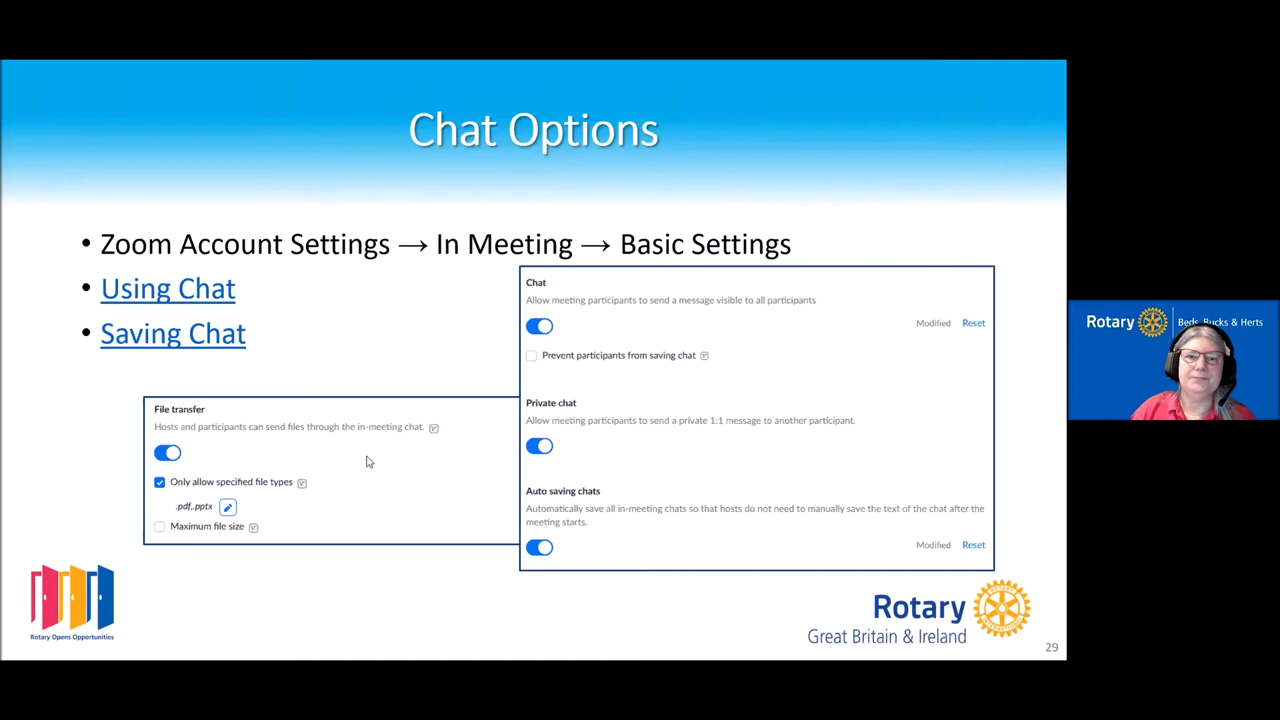 Chat Options
• Zoom Account Settings → In Meeting → Basic Settings
• Using Chat
• Saving Chat
Chat
Allow meeting participants to send a message visible to all participants
Modified Reset
Prevent participants from saving chat
Private chat
Allow meeting participants to send a private 1:1 message to another participant.
Auto saving chats
Automatically save all in-meeting chats so that hosts do not need to manually save the text of the chat after the
meeting starts.
Modified Reset
File transfer
Hosts and participants can send files through the in-meeting chat.
Only allow specified file types
.pdf,.pptx
Maximum file size
Rotary Opens Opportunities
Rotary
Great Britain & Ireland
29
Rotary
Beds, Bucks & Herts